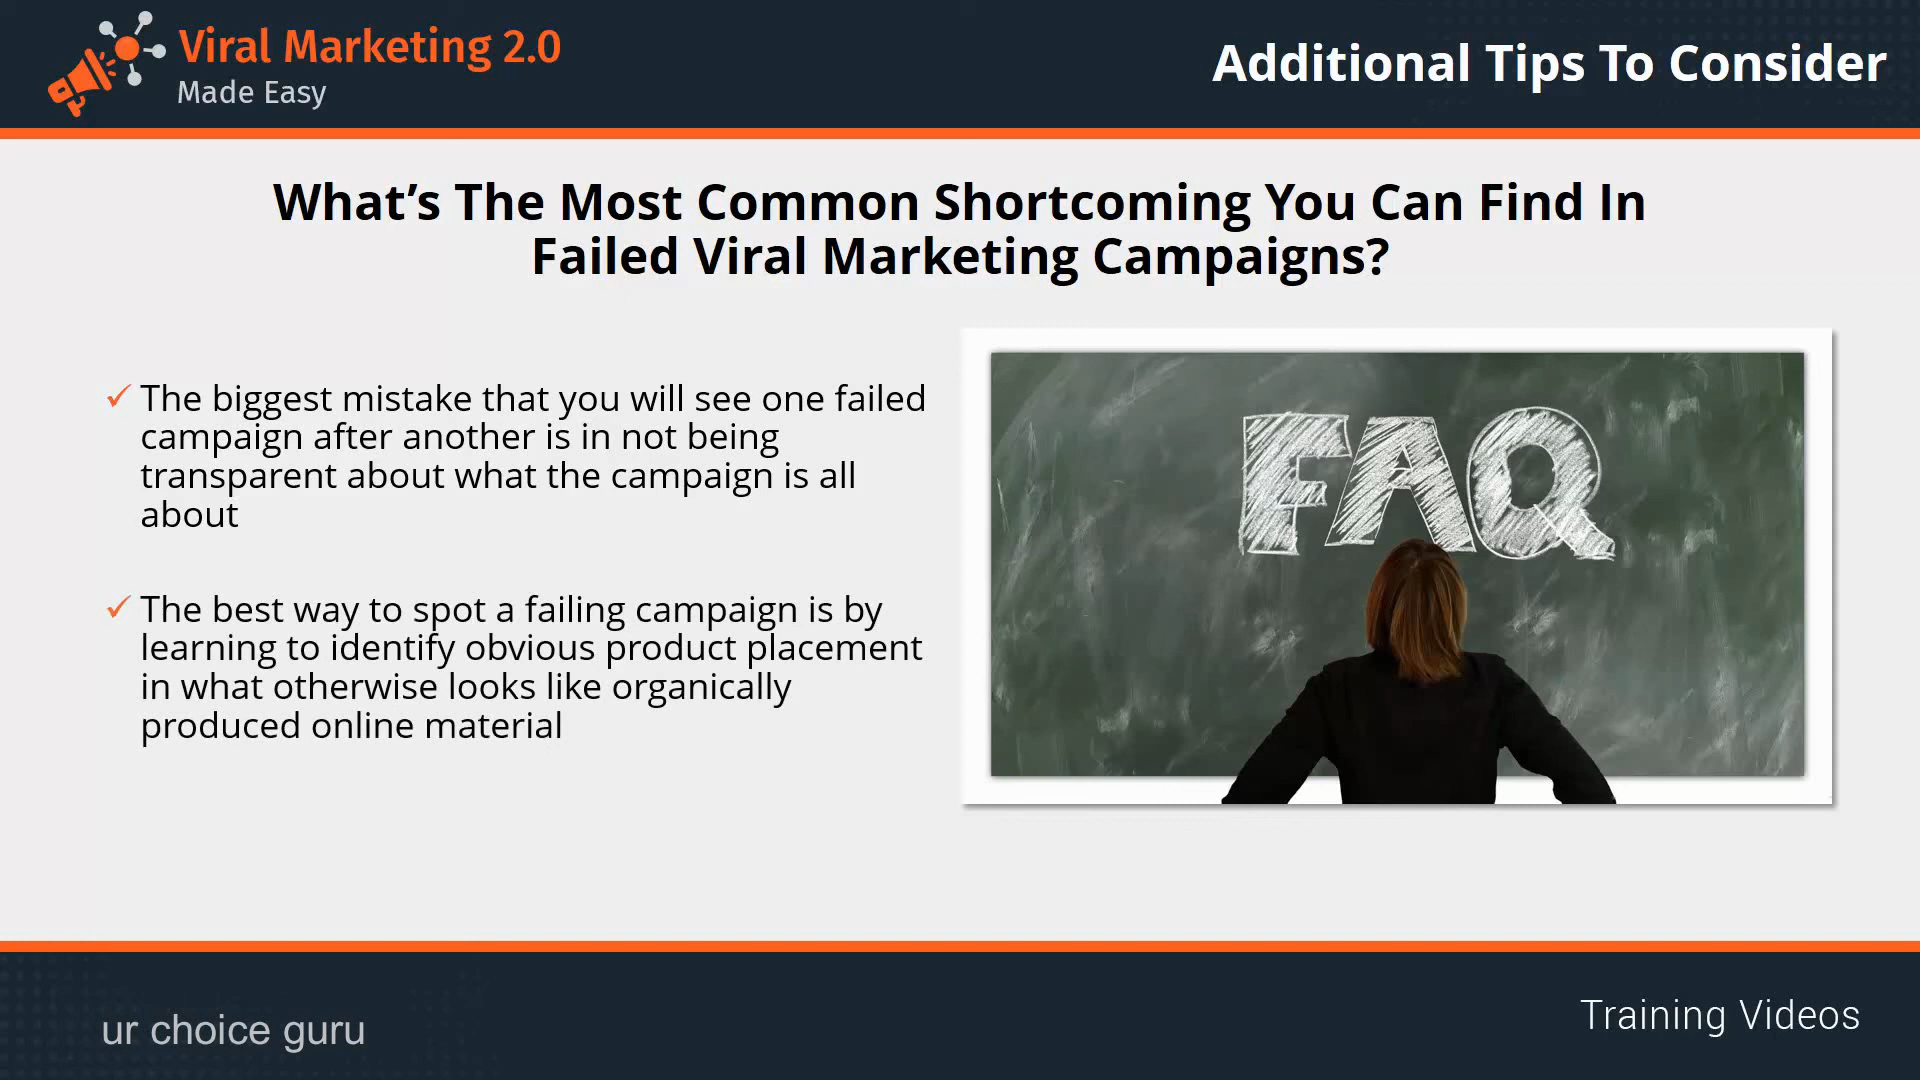 Viral Marketing 2.0
Made Easy
Additional Tips To Consider
What’s The Most Common Shortcoming You Can Find In
Failed Viral Marketing Campaigns?
✓ The biggest mistake that you will see one failed
campaign after another is in not being
transparent about what the campaign is all
about
✓ The best way to spot a failing campaign is by
learning to identify obvious product placement
in what otherwise looks like organically
produced online material
FAQ
ur choice guru
Training Videos